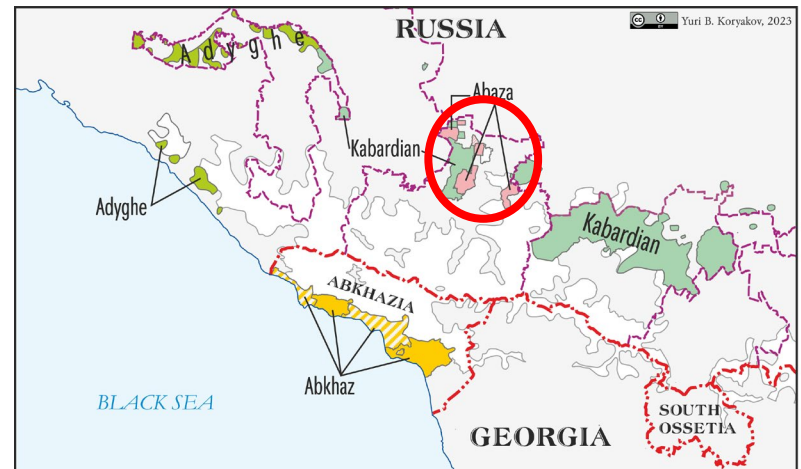 Yuri B. Koryakov, 2023
RUSSIA
Adyghe
Abaza
Kabardian
Adyghe
Kabardian
ABKHAZIA
Abkhaz
BLACK SEA
GEORGIA
SOUTH
OSSETIA